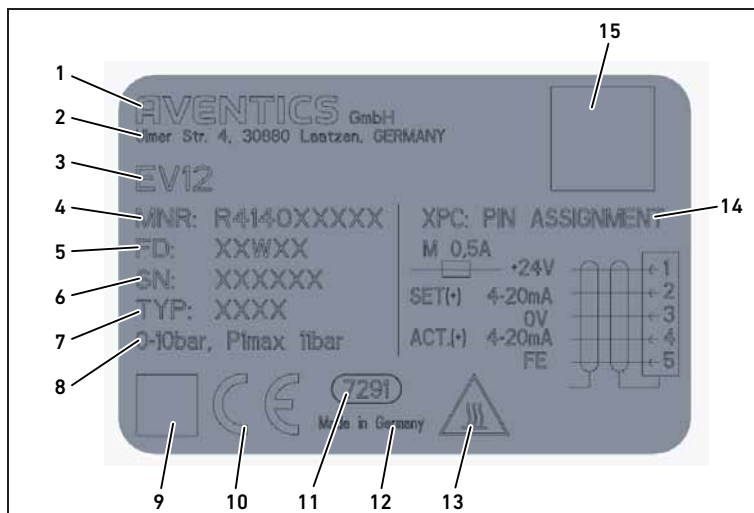 15
1
2
3
4
5
6
7
8
AVENTICS GmbH
Ulmer Str. 4, 30880 Laatzen, GERMANY
EV12
MNR: R4140XXXXX
FD: XXWXX
SN: XXXXXX
TYP: XXXX
0-10bar, P1max 11bar
XPC: PIN ASSIGNMENT
14
M 0,5A
+24V
1
SET(+) 4-20mA
2
0V
3
ACT.(+) 4-20mA
4
FE
5
CE
7291
Made in Germany
9
10
11
12
13